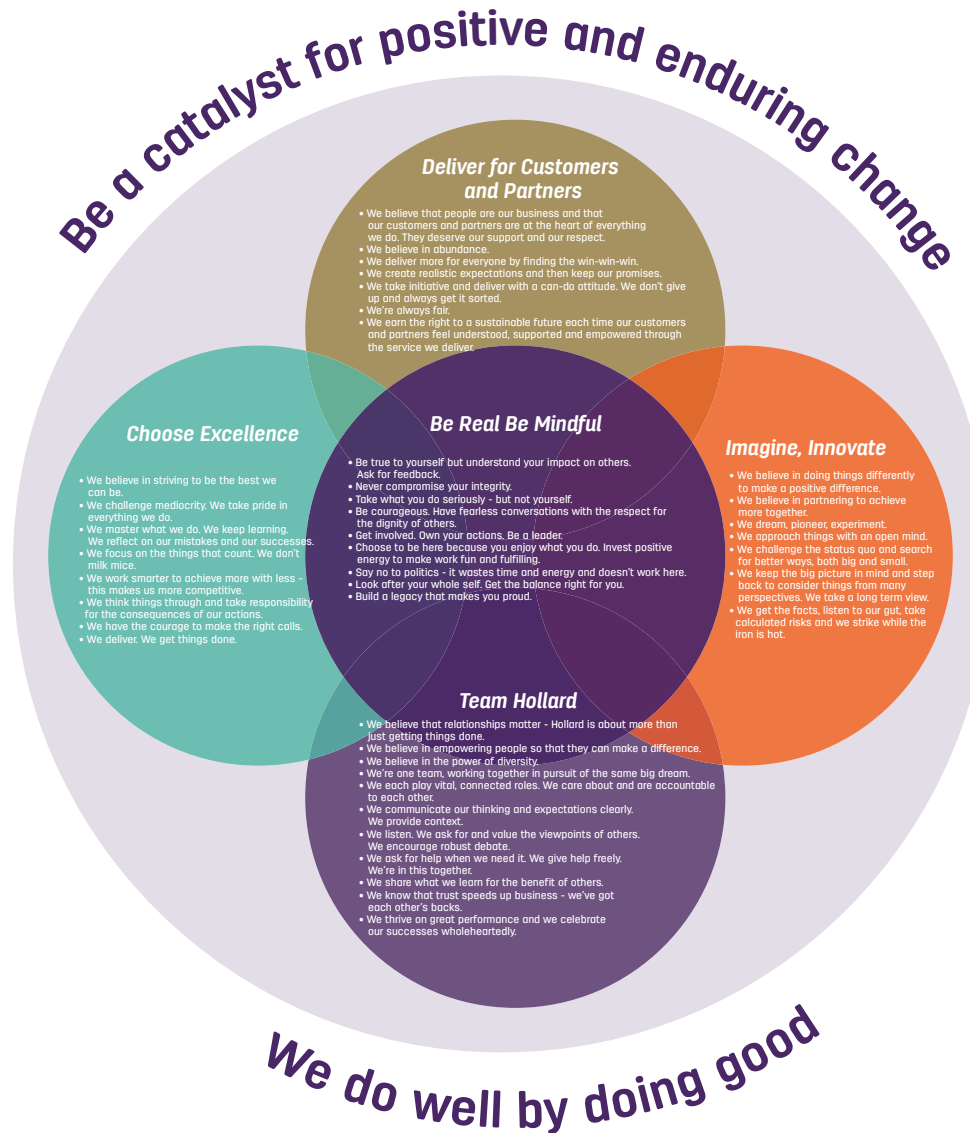 Be a catalyst for positive and enduring change
Deliver for Customers
and Partners
• We believe that people are our business and that
our customers and partners are at the heart of everything
we do. They deserve our support and our respect.
• We believe in abundance.
• We deliver more for everyone by finding the win-win-win.
• We create realistic expectations and then keep our promises.
• We take initiative and deliver with a can-do attitude. We don't give
up and always get it sorted.
• We're always fair.
• We earn the right to a sustainable future each time our customers
and partners feel understood, supported and empowered through
the service we deliver.
Choose Excellence
• We believe in striving to be the best we
can be.
• We challenge mediocrity. We take pride in
everything we do.
• We master what we do. We keep learning.
We reflect on our mistakes and our successes.
• We focus on the things that count. We don't
milk mice.
• We work smarter to achieve more with less -
this makes us more competitive.
• We think things through and take responsibility
for the consequences of our actions.
• We have the courage to make the right calls.
• We deliver. We get things done.
Be Real Be Mindful
• Be true to yourself but understand your impact on others.
Ask for feedback.
• Never compromise your integrity.
• Take what you do seriously - but not yourself.
• Be courageous. Have fearless conversations with the respect for
the dignity of others.
• Get involved. Own your actions. Be a leader.
• Choose to be here because you enjoy what you do. Invest positive
energy to make work fun and fulfilling.
• Say no to politics - it wastes time and energy and doesn't work here.
• Look after your whole self. Get the balance right for you.
• Build a legacy that makes you proud.
Imagine, Innovate
• We believe in doing things differently
to make a positive difference.
• We believe in partnering to achieve
more together.
• We dream, pioneer, experiment.
• We approach things with an open mind.
• We challenge the status quo and search
for better ways, both big and small.
• We keep the big picture in mind and step
back to consider things from many
perspectives. We take a long term view.
• We get the facts, listen to our gut, take
calculated risks and we strike while the
iron is hot.
Team Hollard
• We believe that relationships matter - Hollard is about more than
just getting things done.
• We believe in empowering people so that they can make a difference.
• We believe in the power of diversity.
• We're one team, working together in pursuit of the same big dream.
• We each play vital, connected roles. We care about and are accountable
to each other.
• We communicate our thinking and expectations clearly.
We provide context.
• We listen. We ask for and value the viewpoints of others.
We encourage robust debate.
• We ask for help when we need it. We give help freely.
We're in this together.
• We share what we learn for the benefit of others.
• We know that trust speeds up business - we've got
each other's backs.
• We thrive on great performance and we celebrate
our successes wholeheartedly.
We do well by doing good